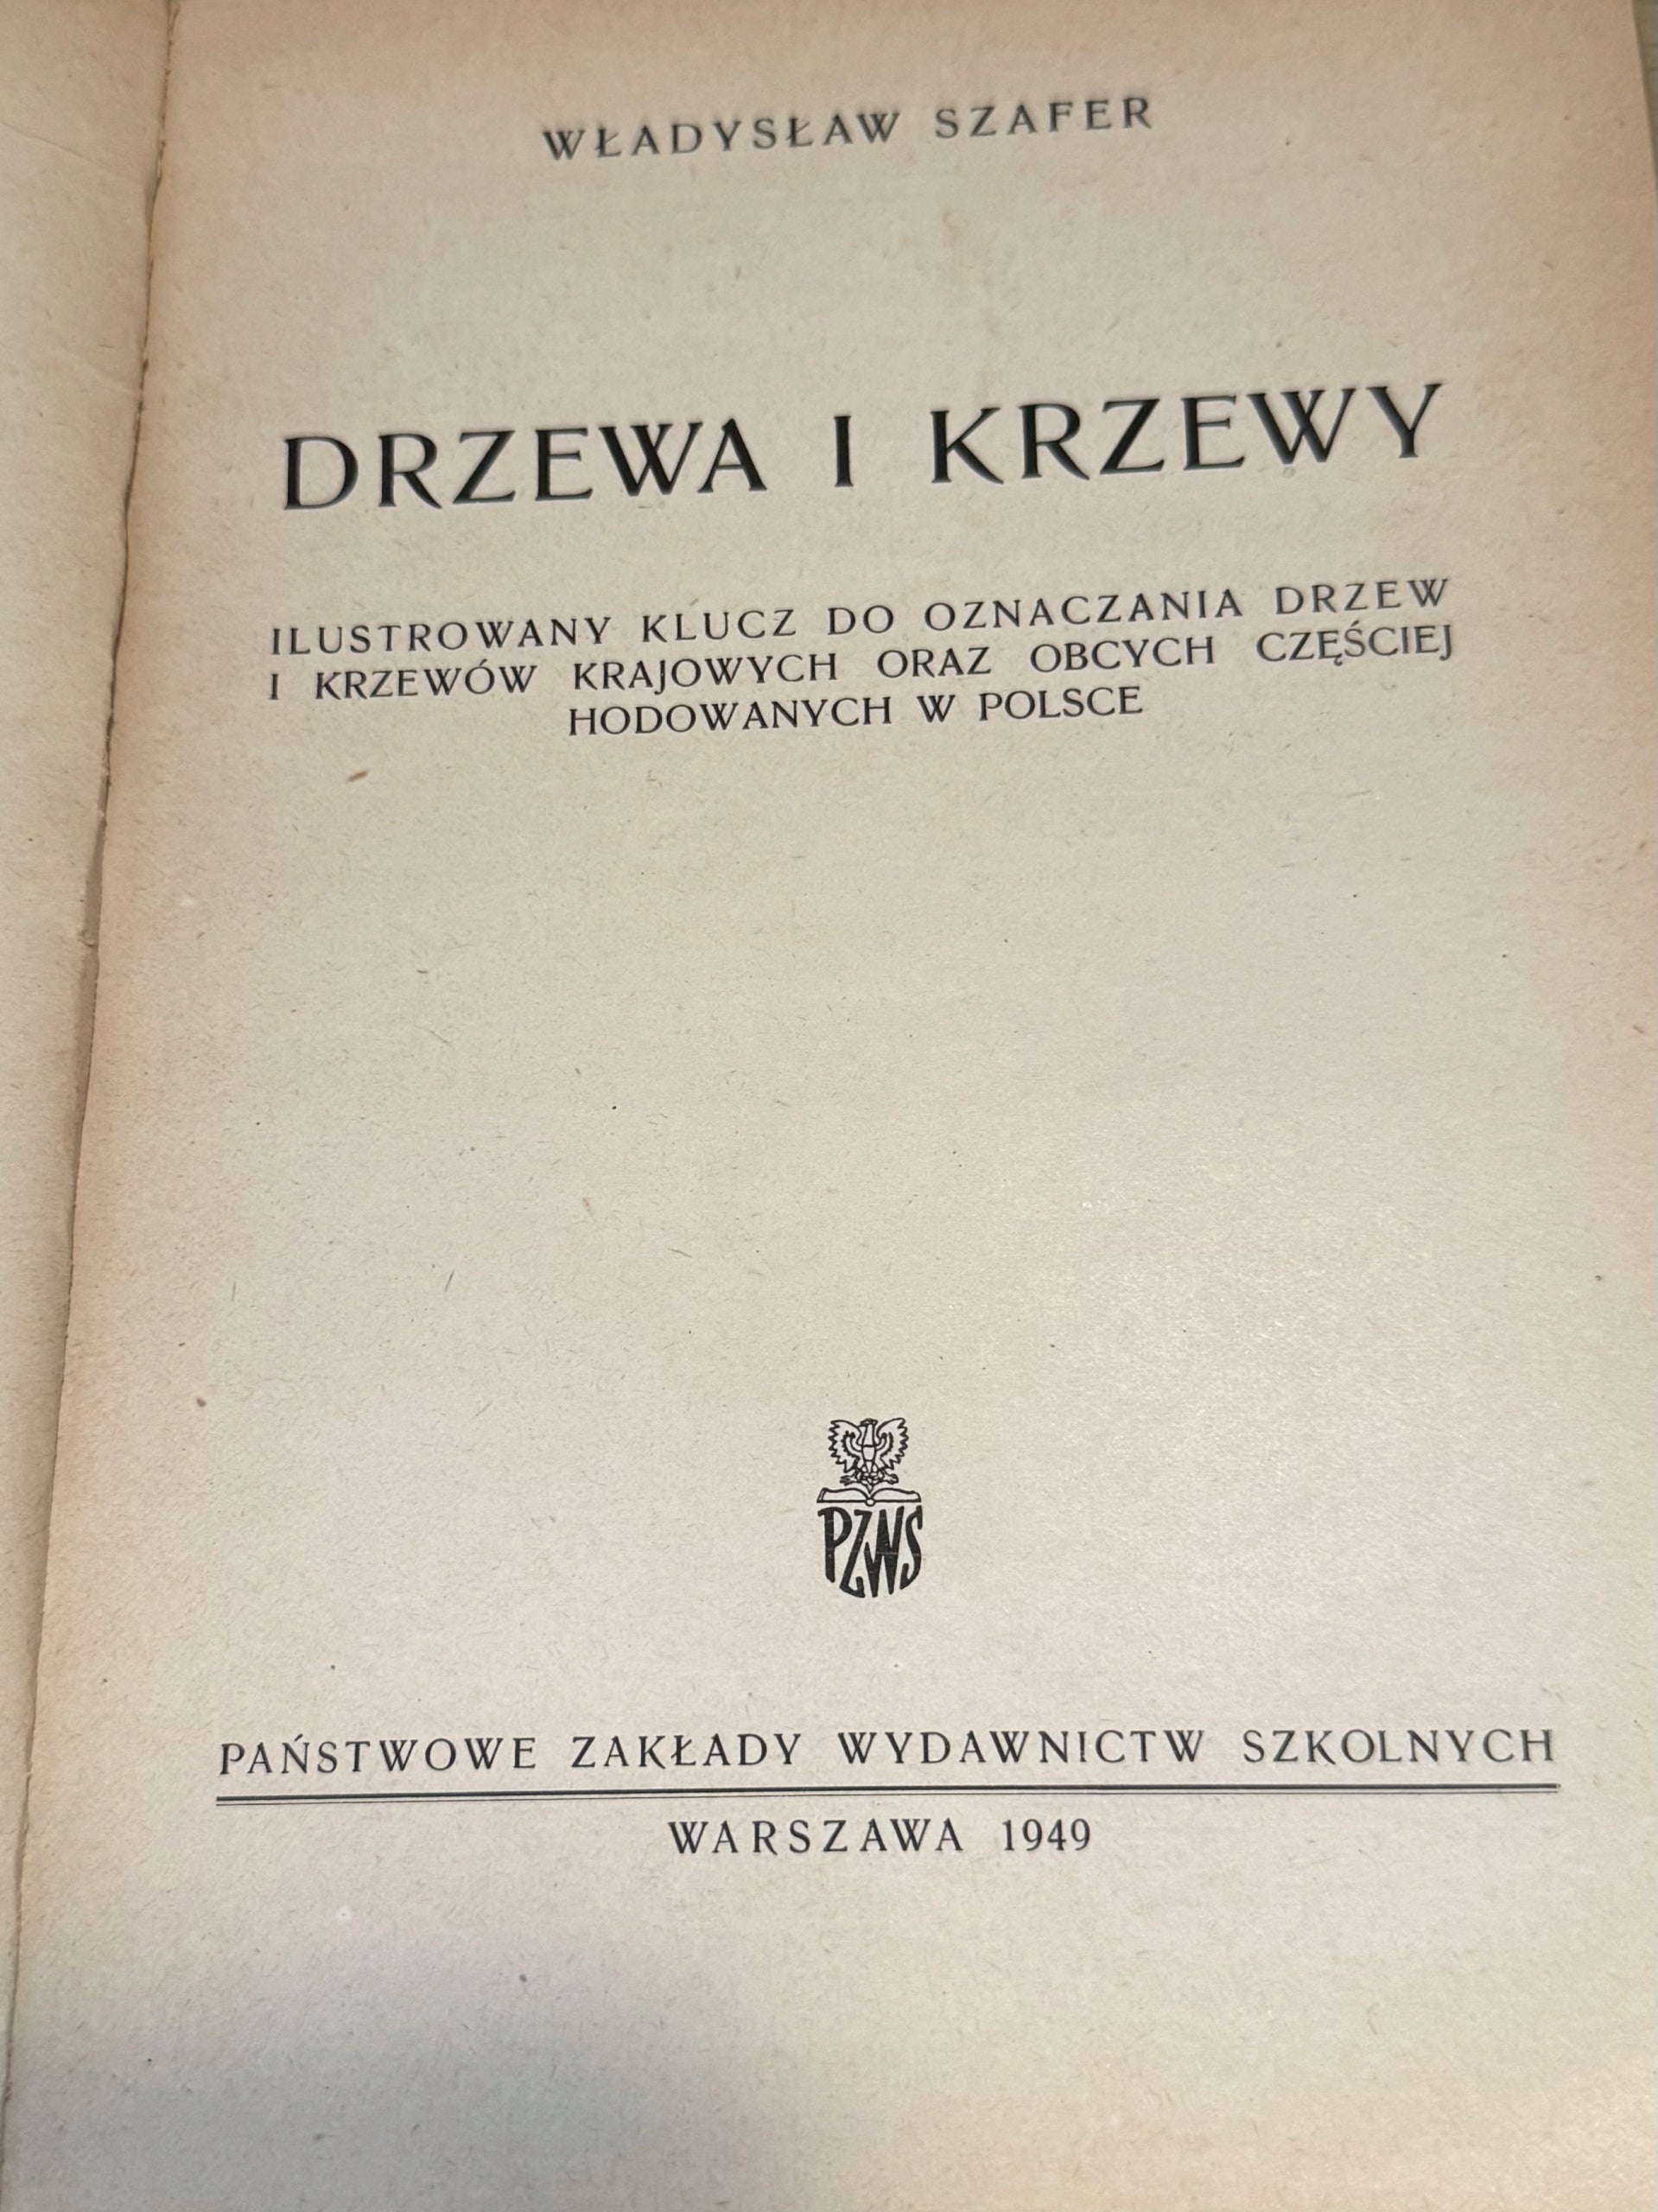 WŁADYSŁAW SZAFER
DRZEWA I KRZEWY
ILUSTROWANY KLUCZ DO OZNACZANIA DRZEW
I KRZEWÓW KRAJOWYCH ORAZ OBCYCH CZĘŚCIEJ
HODOWANYCH W POLSCE
PZWS
PAŃSTWOWE ZAKŁADY WYDAWNICTW SZKOLNYCH
WARSZAWA 1949